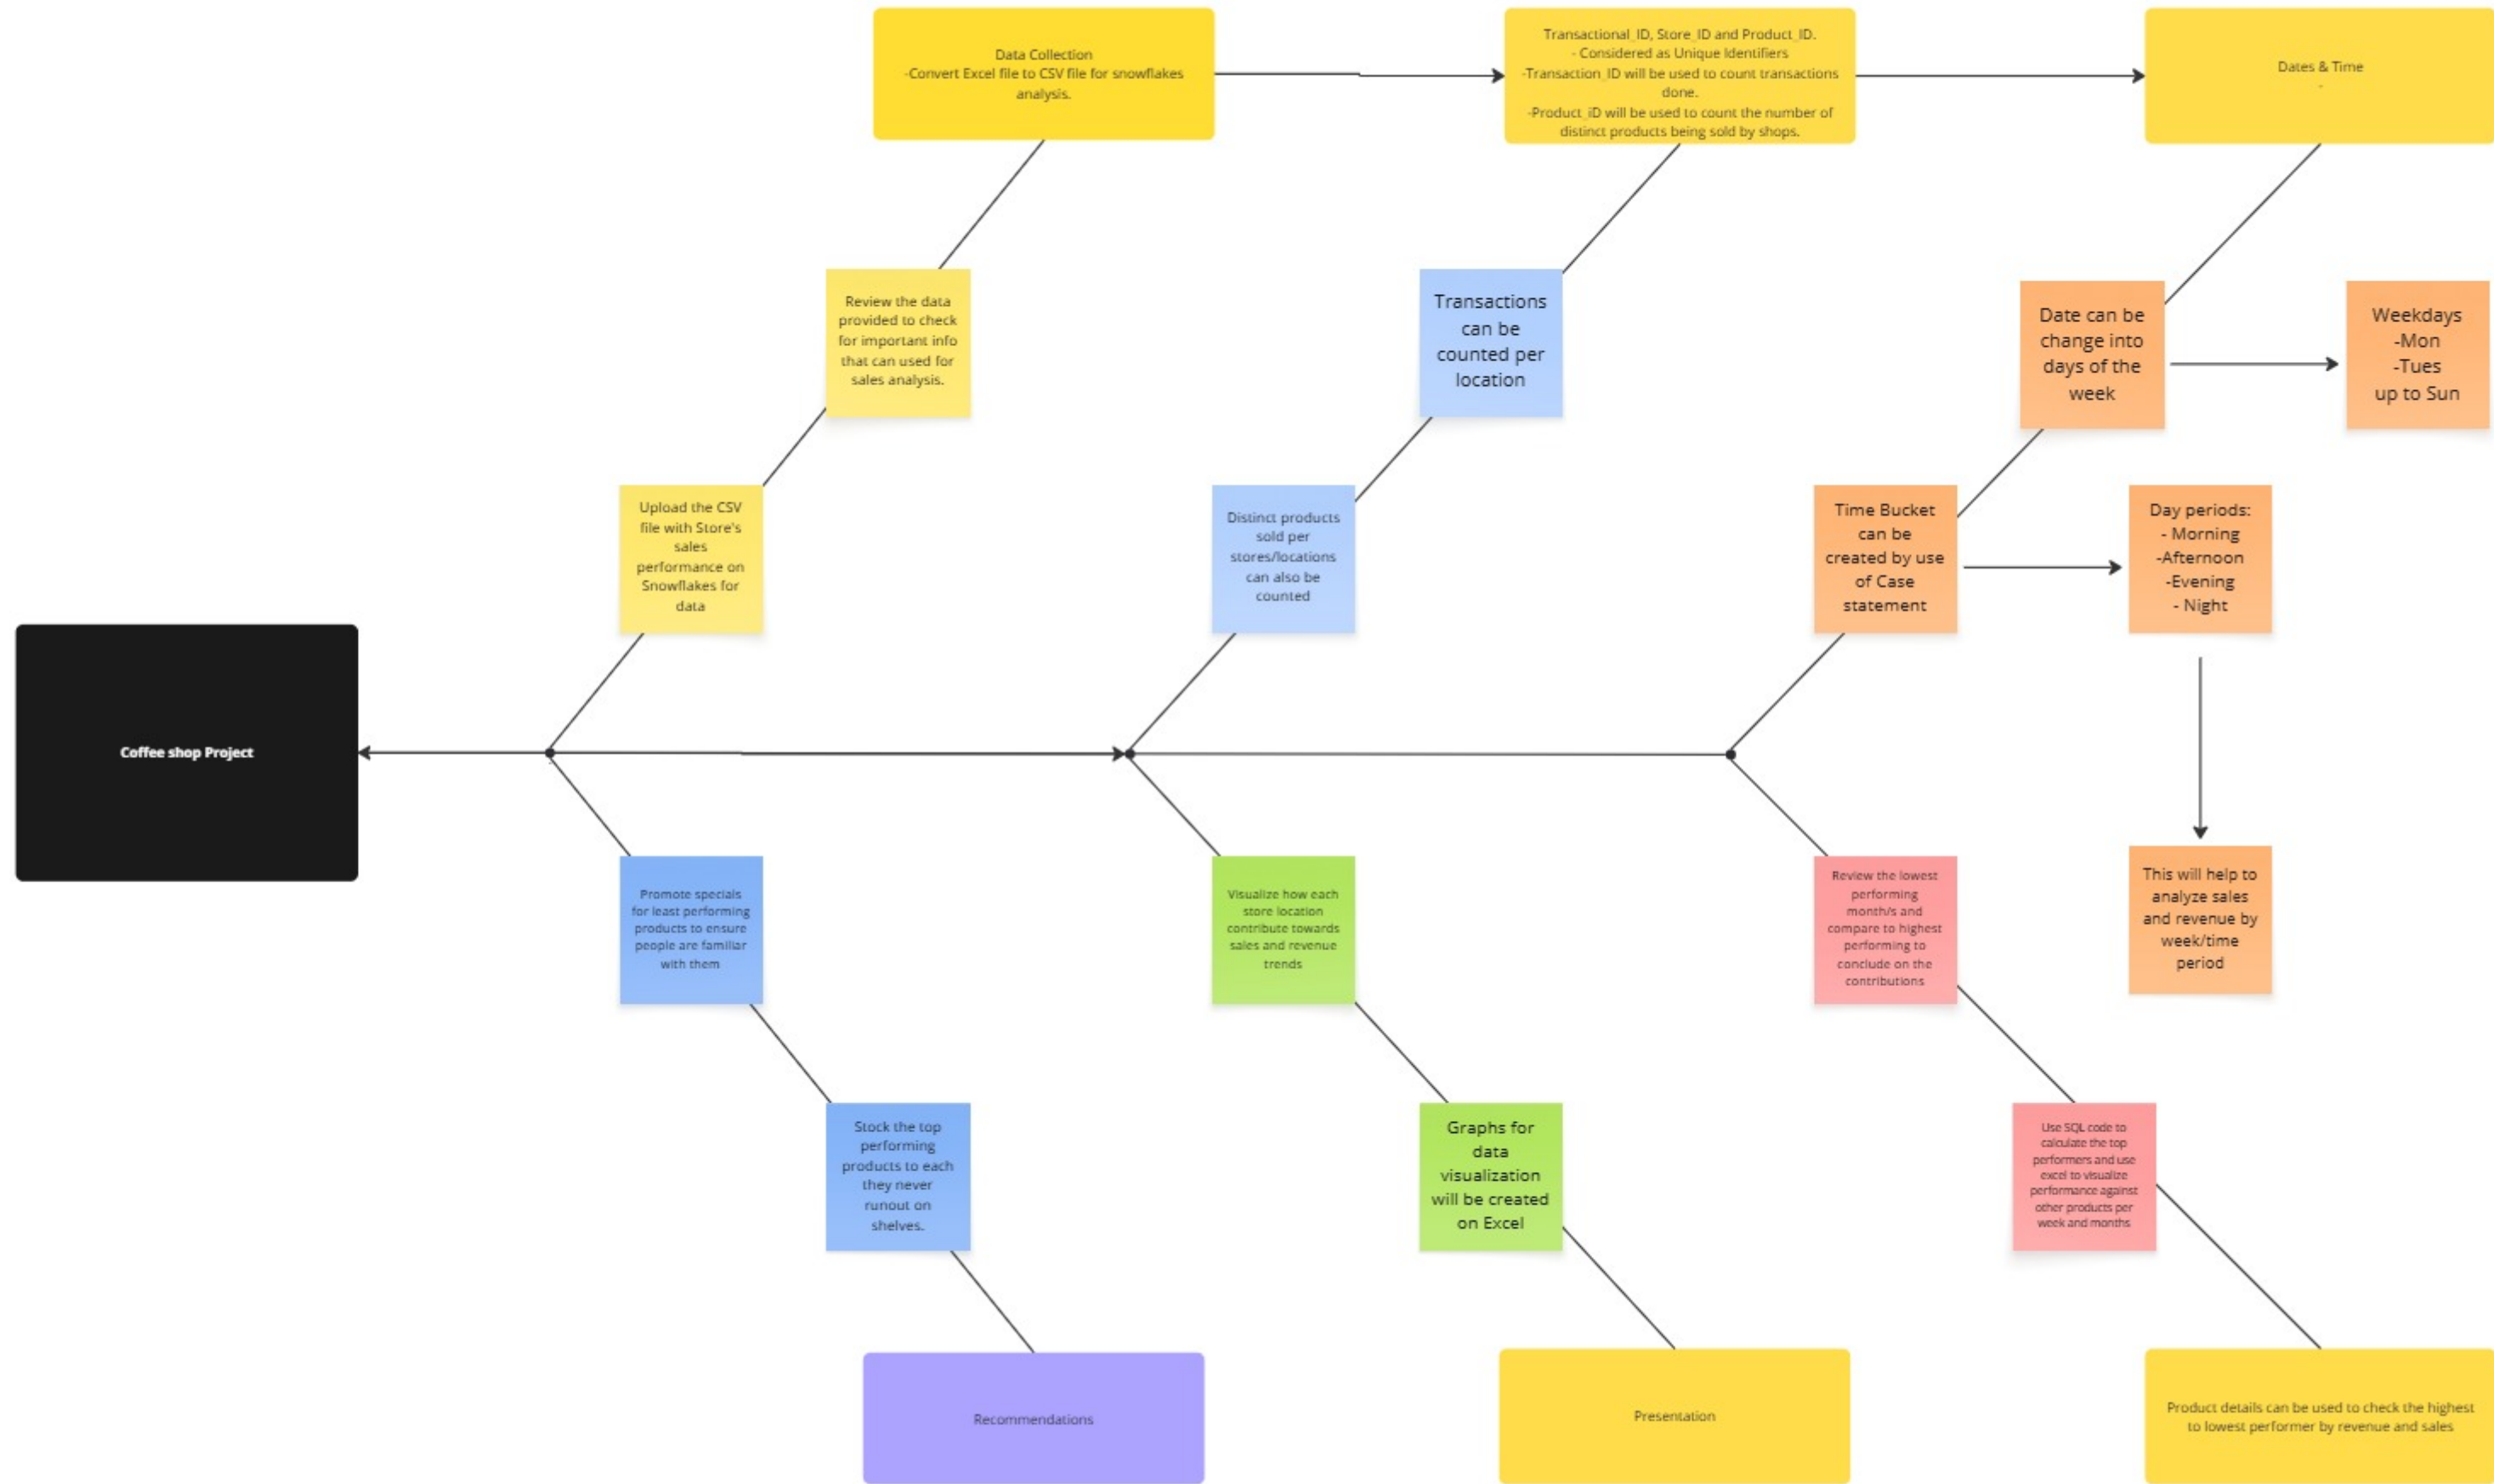 Data Collection
-Convert Excel file to CSV file for snowflakes
analysis.
Transactional_ID, Store_ID and Product_ID.
- Considered as Unique Identifiers
-Transaction_ID will be used to count transactions
done.
-Product_iD will be used to count the number of
distinct products being sold by shops.
Dates & Time
-
Review the data
provided to check
for important info
that can used for
sales analysis.
Transactions
can be
counted per
location
Date can be
change into
days of the
week
Weekdays
-Mon
-Tues
up to Sun
Upload the CSV
file with Store's
sales
performance on
Snowflakes for
data
Distinct products
sold per
stores/locations
can also be
counted
Time Bucket
can be
created by use
of Case
statement
Day periods:
- Morning
-Afternoon
-Evening
- Night
Coffee shop Project
Promote specials
for least performing
products to ensure
people are familiar
with them
Visualize how each
store location
contribute towards
sales and revenue
trends
Review the lowest
performing
month/s and
compare to highest
performing to
conclude on the
contributions
This will help to
analyze sales
and revenue by
week/time
period
Stock the top
performing
products to each
they never
runout on
shelves.
Graphs for
data
visualization
will be created
on Excel
Use SQL code to
calculate the top
performers and use
excel to visualize
performance against
other products per
week and months
Recommendations
Presentation
Product details can be used to check the highest
to lowest performer by revenue and sales